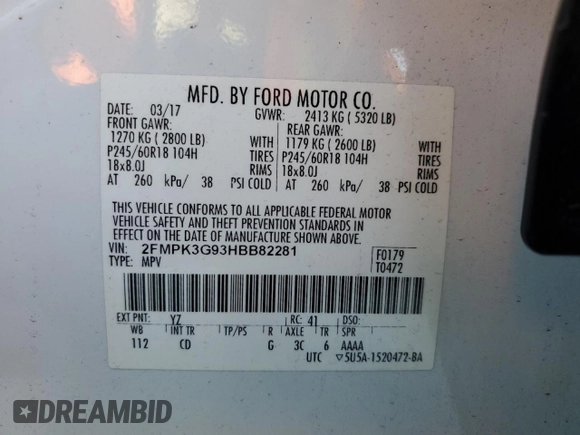 MFD. BY FORD MOTOR CO.
DATE: 03/17 GVWR: 2413 KG ( 5320 LB)
FRONT GAWR: REAR GAWR:
1270 KG ( 2800 LB) WITH 1179 KG ( 2600 LB) WITH
P245/60R18 104H TIRES P245/60R18 104H TIRES
18x8.0J RIMS 18x8.0J RIMS
AT 260 kPa/ 38 PSI COLD AT 260 kPa/ 38 PSI COLD
THIS VEHICLE CONFORMS TO ALL APPLICABLE FEDERAL MOTOR
VEHICLE SAFETY AND THEFT PREVENTION STANDARDS IN
EFFECT ON THE DATE OF MANUFACTURE SHOWN ABOVE.
VIN: 2FMPK3G93HBB82281 F0179
TYPE: MPV T0472
EXT PNT: YZ RC: 41 DSO:
WB INT TR TP/PS R AXLE TR SPR
112 CD G 3C 6 AAAA
UTC ▽5U5A-1520472-BA
DREAMBID